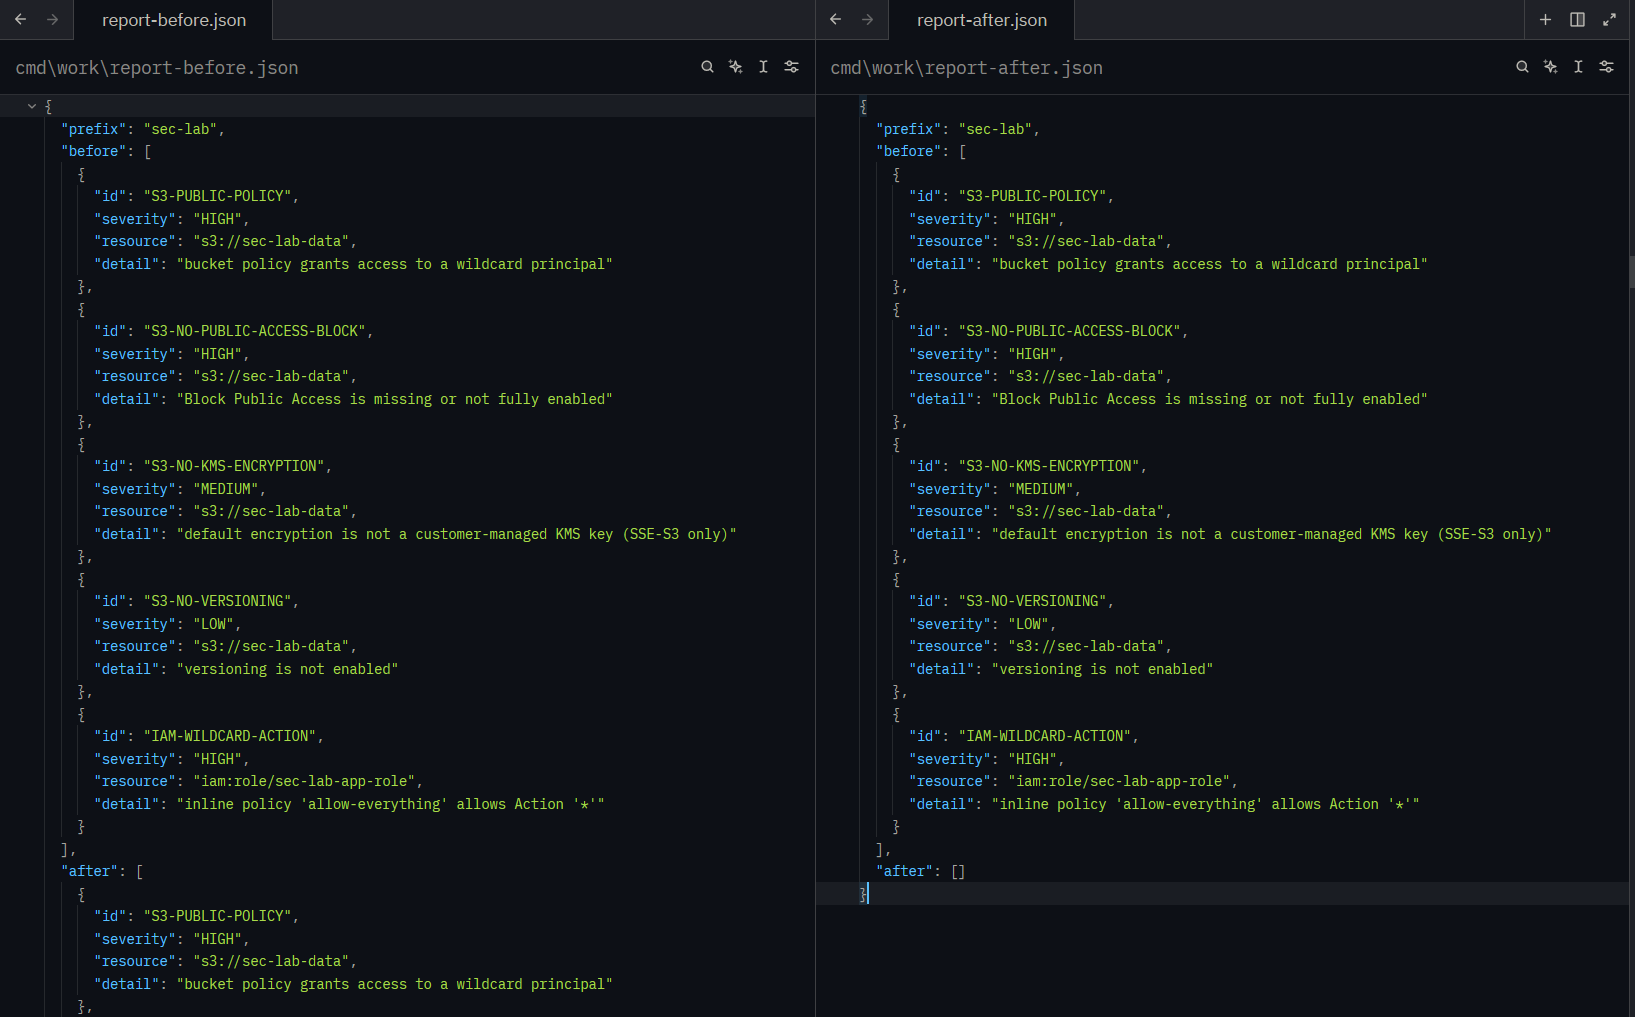 report-before.json
cmd\work\report-before.json
{
"prefix": "sec-lab",
"before": [
{
"id": "S3-PUBLIC-POLICY",
"severity": "HIGH",
"resource": "s3://sec-lab-data",
"detail": "bucket policy grants access to a wildcard principal"
},
{
"id": "S3-NO-PUBLIC-ACCESS-BLOCK",
"severity": "HIGH",
"resource": "s3://sec-lab-data",
"detail": "Block Public Access is missing or not fully enabled"
},
{
"id": "S3-NO-KMS-ENCRYPTION",
"severity": "MEDIUM",
"resource": "s3://sec-lab-data",
"detail": "default encryption is not a customer-managed KMS key (SSE-S3 only)"
},
{
"id": "S3-NO-VERSIONING",
"severity": "LOW",
"resource": "s3://sec-lab-data",
"detail": "versioning is not enabled"
},
{
"id": "IAM-WILDCARD-ACTION",
"severity": "HIGH",
"resource": "iam:role/sec-lab-app-role",
"detail": "inline policy 'allow-everything' allows Action '*'"
}
],
"after": [
{
"id": "S3-PUBLIC-POLICY",
"severity": "HIGH",
"resource": "s3://sec-lab-data",
"detail": "bucket policy grants access to a wildcard principal"
},
report-after.json
cmd\work\report-after.json
{
"prefix": "sec-lab",
"before": [
{
"id": "S3-PUBLIC-POLICY",
"severity": "HIGH",
"resource": "s3://sec-lab-data",
"detail": "bucket policy grants access to a wildcard principal"
},
{
"id": "S3-NO-PUBLIC-ACCESS-BLOCK",
"severity": "HIGH",
"resource": "s3://sec-lab-data",
"detail": "Block Public Access is missing or not fully enabled"
},
{
"id": "S3-NO-KMS-ENCRYPTION",
"severity": "MEDIUM",
"resource": "s3://sec-lab-data",
"detail": "default encryption is not a customer-managed KMS key (SSE-S3 only)"
},
{
"id": "S3-NO-VERSIONING",
"severity": "LOW",
"resource": "s3://sec-lab-data",
"detail": "versioning is not enabled"
},
{
"id": "IAM-WILDCARD-ACTION",
"severity": "HIGH",
"resource": "iam:role/sec-lab-app-role",
"detail": "inline policy 'allow-everything' allows Action '*'"
}
],
"after": []
}